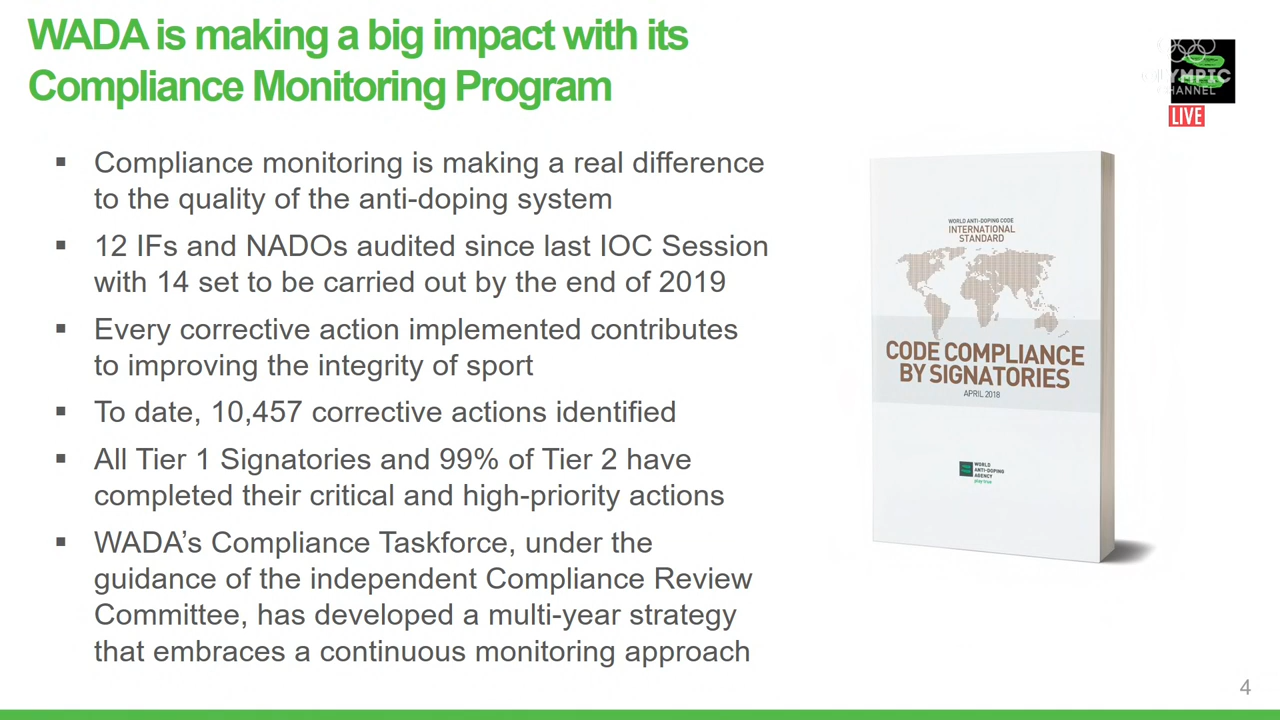 WADA is making a big impact with its
Compliance Monitoring Program
OLYMPIC
CHANNEL
LIVE
▪ Compliance monitoring is making a real difference
to the quality of the anti-doping system
▪ 12 IFs and NADOs audited since last IOC Session
with 14 set to be carried out by the end of 2019
▪ Every corrective action implemented contributes
to improving the integrity of sport
▪ To date, 10,457 corrective actions identified
▪ All Tier 1 Signatories and 99% of Tier 2 have
completed their critical and high-priority actions
▪ WADA’s Compliance Taskforce, under the
guidance of the independent Compliance Review
Committee, has developed a multi-year strategy
that embraces a continuous monitoring approach
WORLD ANTI-DOPING CODE
INTERNATIONAL
STANDARD
CODE COMPLIANCE
BY SIGNATORIES
APRIL 2018
WORLD
ANTI-DOPING
AGENCY
play true
4